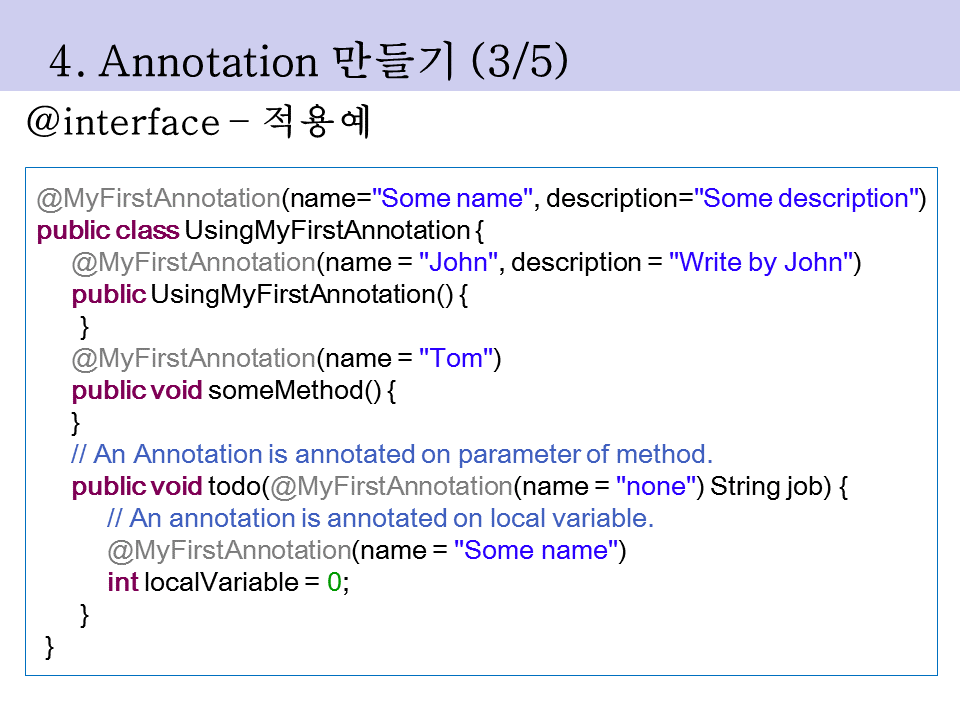 4. Annotation 만들기 (3/5)
@interface – 적용예
@MyFirstAnnotation(name="Some name", description="Some description")
public class UsingMyFirstAnnotation {
@MyFirstAnnotation(name = "John", description = "Write by John")
public UsingMyFirstAnnotation() {
}
@MyFirstAnnotation(name = "Tom")
public void someMethod() {
}
// An Annotation is annotated on parameter of method.
public void todo(@MyFirstAnnotation(name = "none") String job) {
// An annotation is annotated on local variable.
@MyFirstAnnotation(name = "Some name")
int localVariable = 0;
}
}